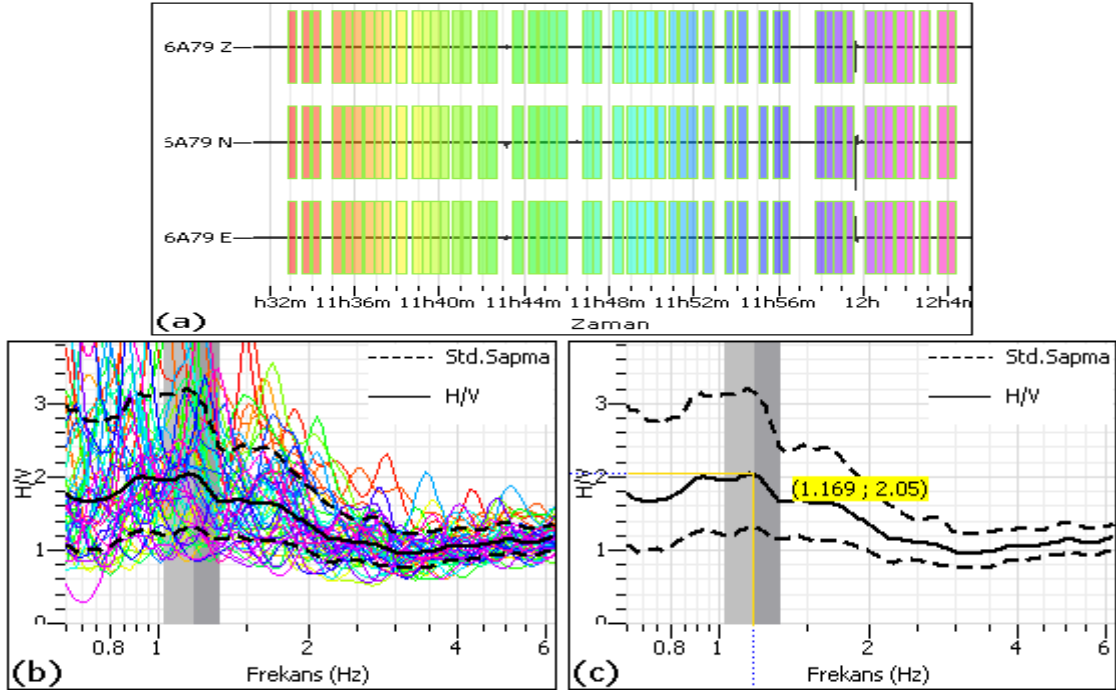 6A79 Z
5A79 N
6A79 E
h32m 11h36m 11h40m 11h44m 11h48m 11h52m 11h56m 12h 12h4m
Zaman
(a)
Std.Sapma
H/V
3
2
1
0
H/V
0.8 1 2 4 6
Frekans (Hz)
(b)
Std.Sapma
H/V
3
2
1
0
H/V
(1.169 ; 2.05)
0.8 1 2 4 6
Frekans (Hz)
(c)